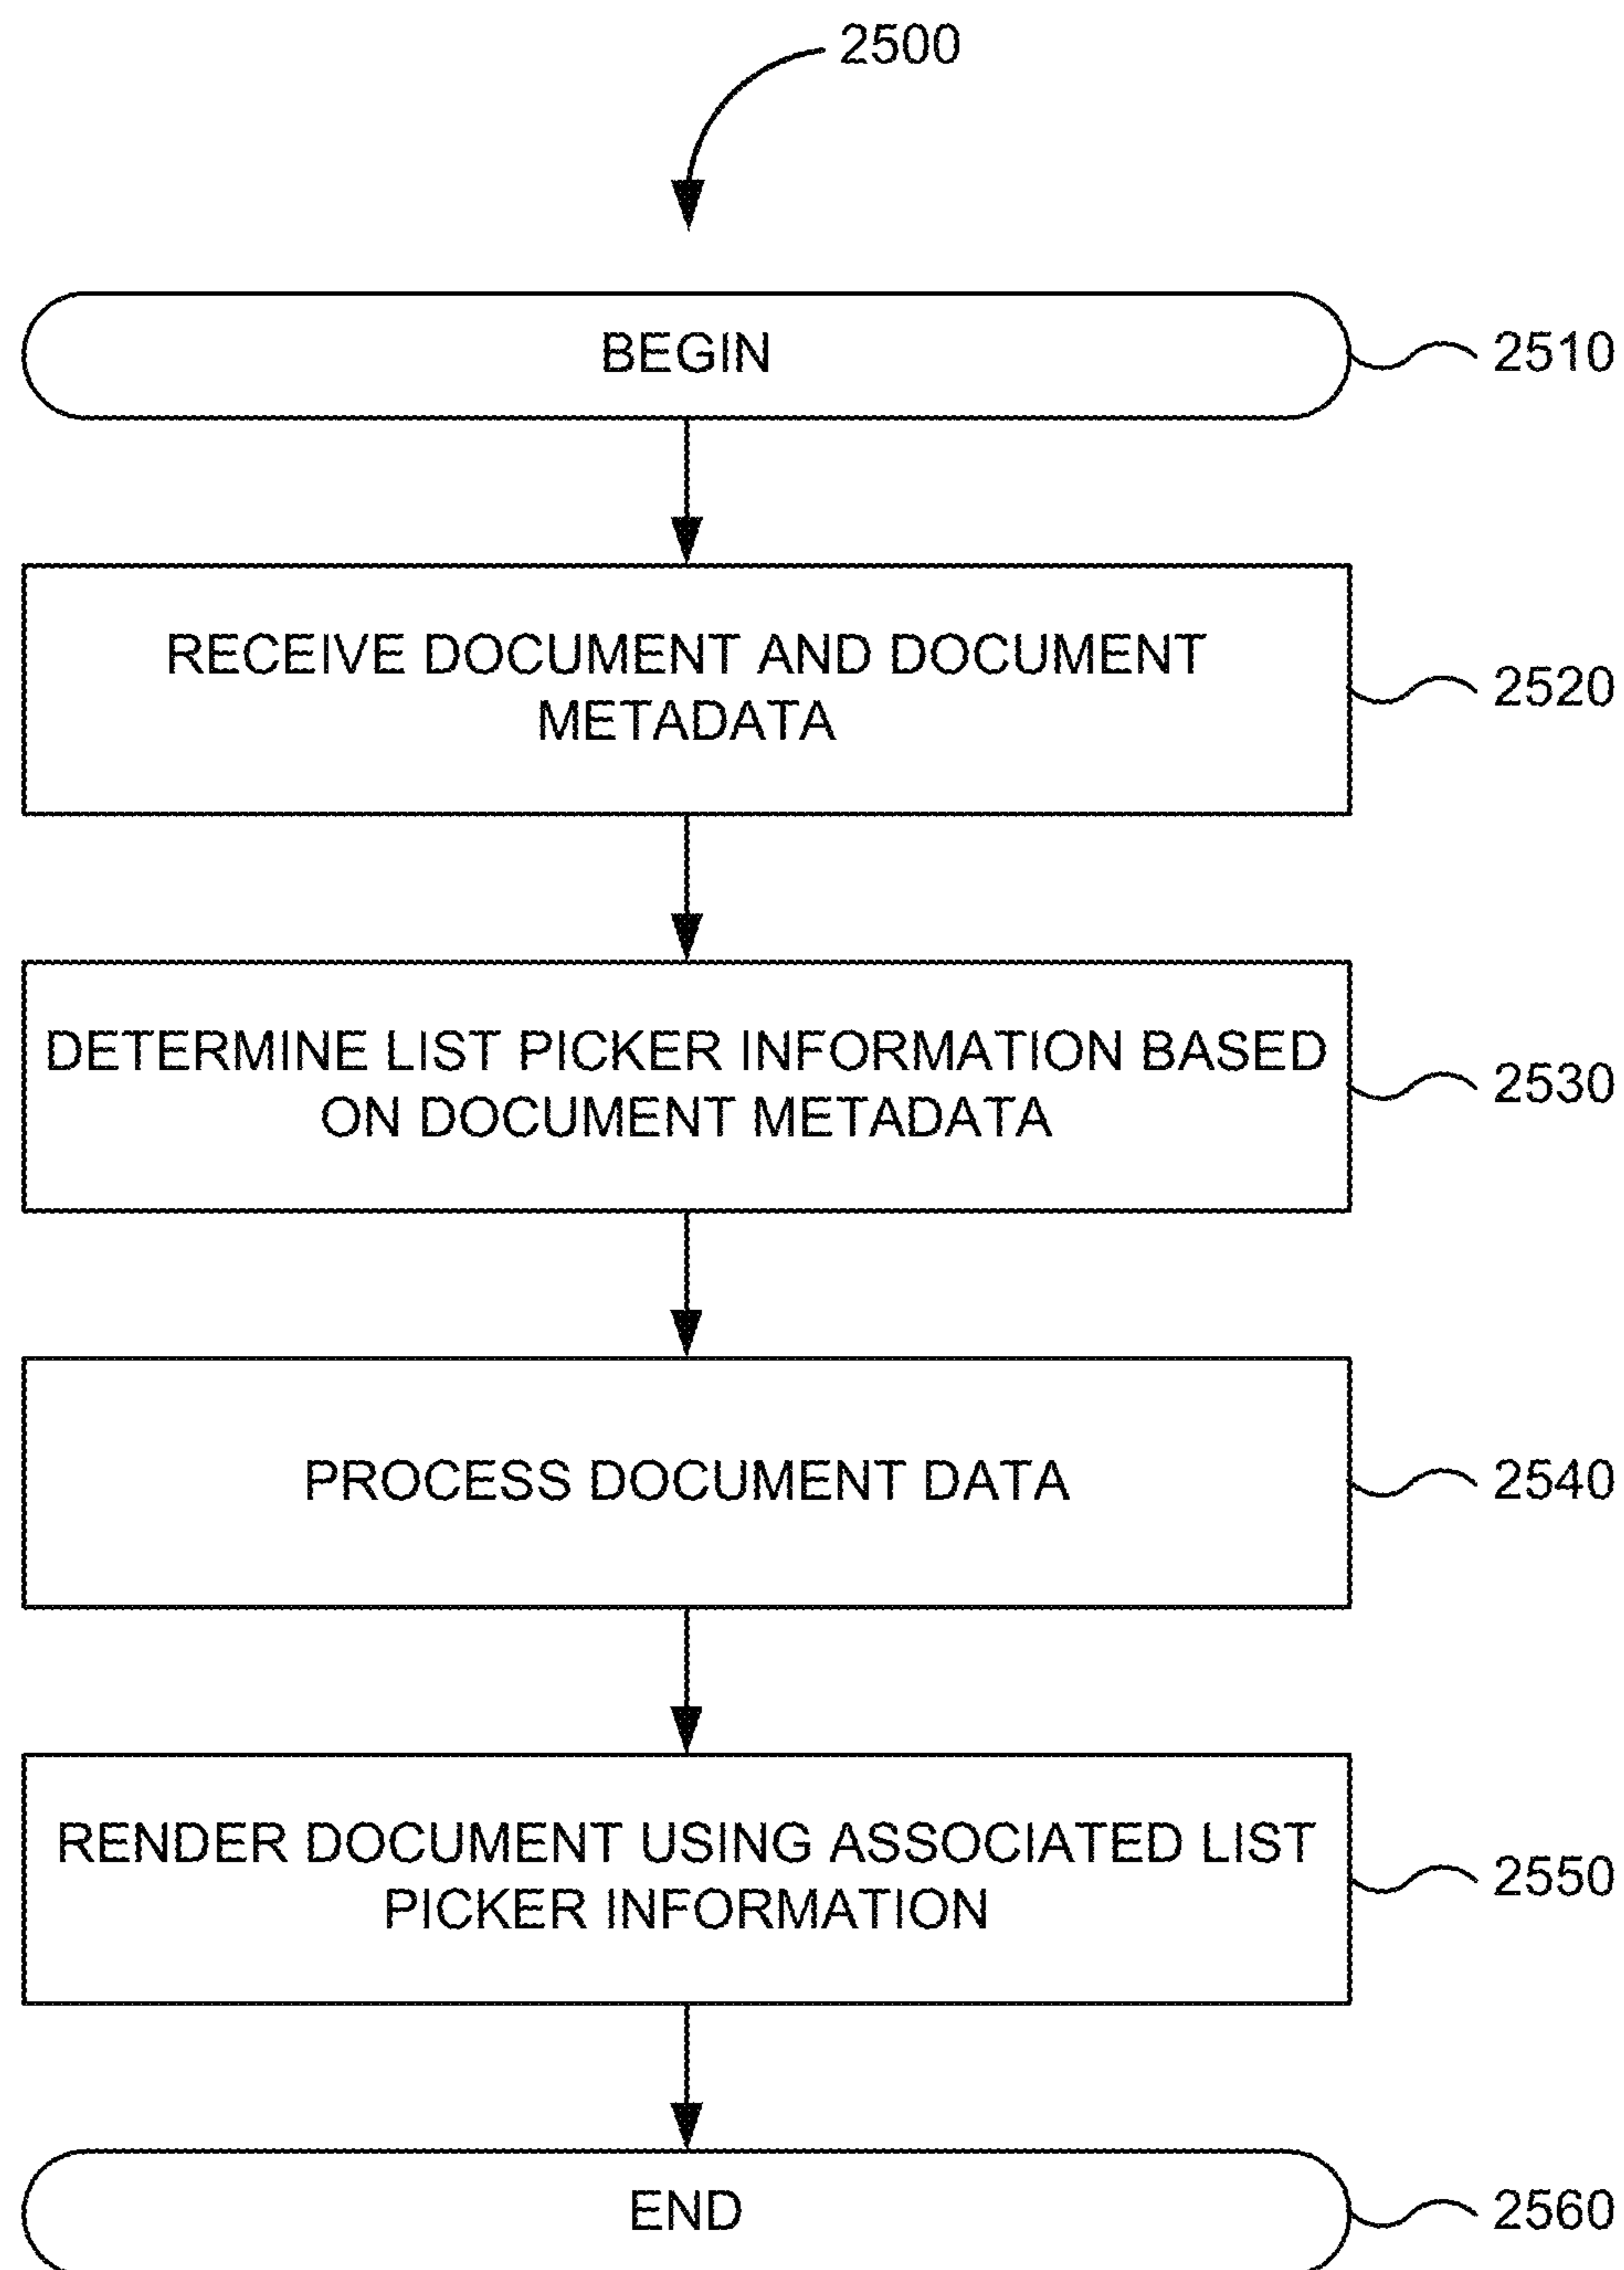 2500
BEGIN
2510
RECEIVE DOCUMENT AND DOCUMENT
METADATA
2520
DETERMINE LIST PICKER INFORMATION BASED
ON DOCUMENT METADATA
2530
PROCESS DOCUMENT DATA
2540
RENDER DOCUMENT USING ASSOCIATED LIST
PICKER INFORMATION
2550
END
2560